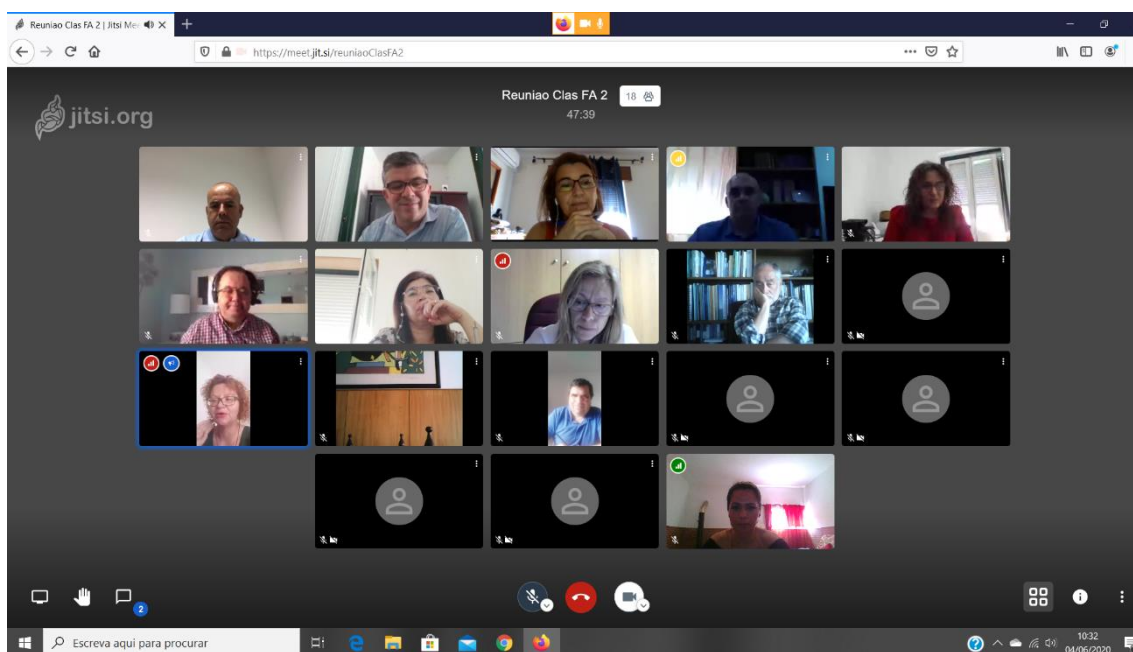 Reuniao Clas FA 2 | Jitsi Me
https://meet.jit.si/reuniaoClasFA2
jitsi.org
Reuniao Clas FA 2
18
47:39
2
Escreva aqui para procurar
10:32
04/06/2020